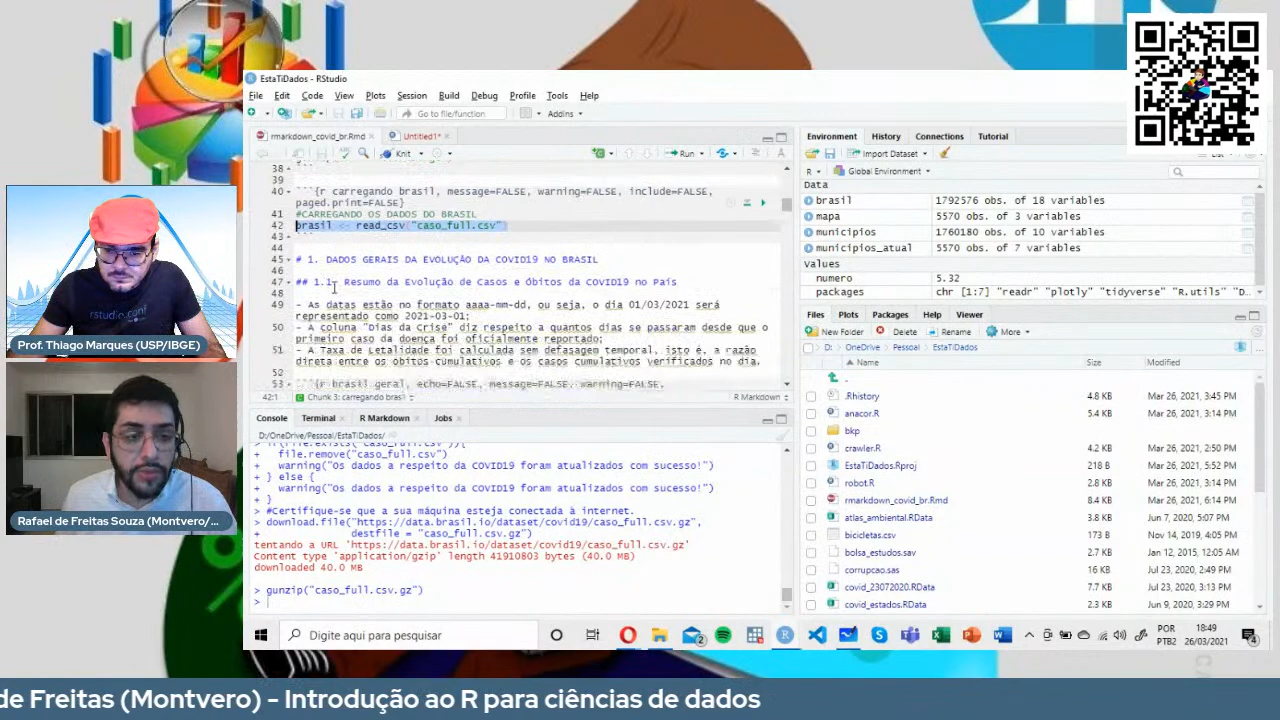 EstaTiDados - RStudio
File Edit Code View Plots Session Build Debug Profile Tools Help
Go to file/function
Addins
rmarkdown_covid_br.Rmd
Untitled1*
Knit
Run
38
39
40 ```{r carregando brasil, message=FALSE, warning=FALSE, include=FALSE,
paged.print=FALSE}
41 #CARREGANDO OS DADOS DO BRASIL
42 brasil <- read_csv("caso_full.csv")
43 ```
44
45 # 1. DADOS GERAIS DA EVOLUÇÃO DA COVID19 NO BRASIL
46
47 ## 1.1 Resumo da Evolução de Casos e Óbitos da COVID19 no País
48
49 - As datas estão no formato aaaa-mm-dd, ou seja, o dia 01/03/2021 será
representado como 2021-03-01;
50 - A coluna "Dias da crise" diz respeito a quantos dias se passaram desde que o
primeiro caso da doença foi oficialmente reportado;
51 - A Taxa de Letalidade foi calculada sem defasagem temporal, isto é, a razão
direta entre os óbitos cumulativos e os casos cumulativos verificados no dia.
52
53 ```{r brasil geral, echo=FALSE, message=FALSE, warning=FALSE,
42:1 Chunk 3: carregando brasil R Markdown
Console Terminal R Markdown Jobs
D:/OneDrive/Pessoal/EstaTiDados/
> if(file.exists("caso_full.csv")){
+ file.remove("caso_full.csv")
+ warning("Os dados a respeito da COVID19 foram atualizados com sucesso!")
+ } else {
+ warning("Os dados a respeito da COVID19 foram atualizados com sucesso!")
+ }
> #Certifique-se que a sua máquina esteja conectada à internet.
> download.file("https://data.brasil.io/dataset/covid19/caso_full.csv.gz",
+ destfile = "caso_full.csv.gz")
tentando a URL 'https://data.brasil.io/dataset/covid19/caso_full.csv.gz'
Content type 'application/gzip' length 41910803 bytes (40.0 MB)
downloaded 40.0 MB
> gunzip("caso_full.csv.gz")
>
Environment History Connections Tutorial
Import Dataset
R Global Environment
Data
brasil 1792576 obs. of 18 variables
mapa 5570 obs. of 3 variables
municipios 1760180 obs. of 10 variables
municipios_atual 5570 obs. of 7 variables
Values
numero 5.32
packages chr [1:7] "readr" "plotly" "tidyverse" "R.utils" "D…
Files Plots Packages Help Viewer
New Folder Delete Rename More
D: OneDrive Pessoal EstaTiDados
Name Size Modified
..
.Rhistory 4.8 KB Mar 26, 2021, 3:45 PM
anacor.R 5.4 KB Mar 26, 2021, 3:14 PM
bkp
crawler.R 4.2 KB Mar 26, 2021, 3:50 PM
EstaTiDados.Rproj 218 B Mar 26, 2021, 5:52 PM
robot.R 2.9 KB Mar 26, 2021, 3:43 PM
rmarkdown_covid_br.Rmd 8.4 KB Mar 26, 2021, 6:14 PM
atlas_ambiental.RData 3.8 KB Jun 7, 2020, 5:07 PM
bicicletas.csv 173 B Nov 14, 2019, 4:05 PM
bolsa_estudos.sav 2.7 KB Jan 12, 2015, 12:05 AM
corrupcao.sas 570 B Jul 23, 2020, 2:49 PM
covid_23072020.RData 7.7 KB Jul 23, 2020, 3:13 PM
covid_estados.RData 2.3 KB Jun 9, 2020, 3:29 PM
Prof. Thiago Marques (USP/IBGE)
Rafael de Freitas Souza (Montvero/...
Digite aqui para pesquisar
POR
PTB2
18:49
26/03/2021
de Freitas (Montvero) - Introdução ao R para ciências de dados